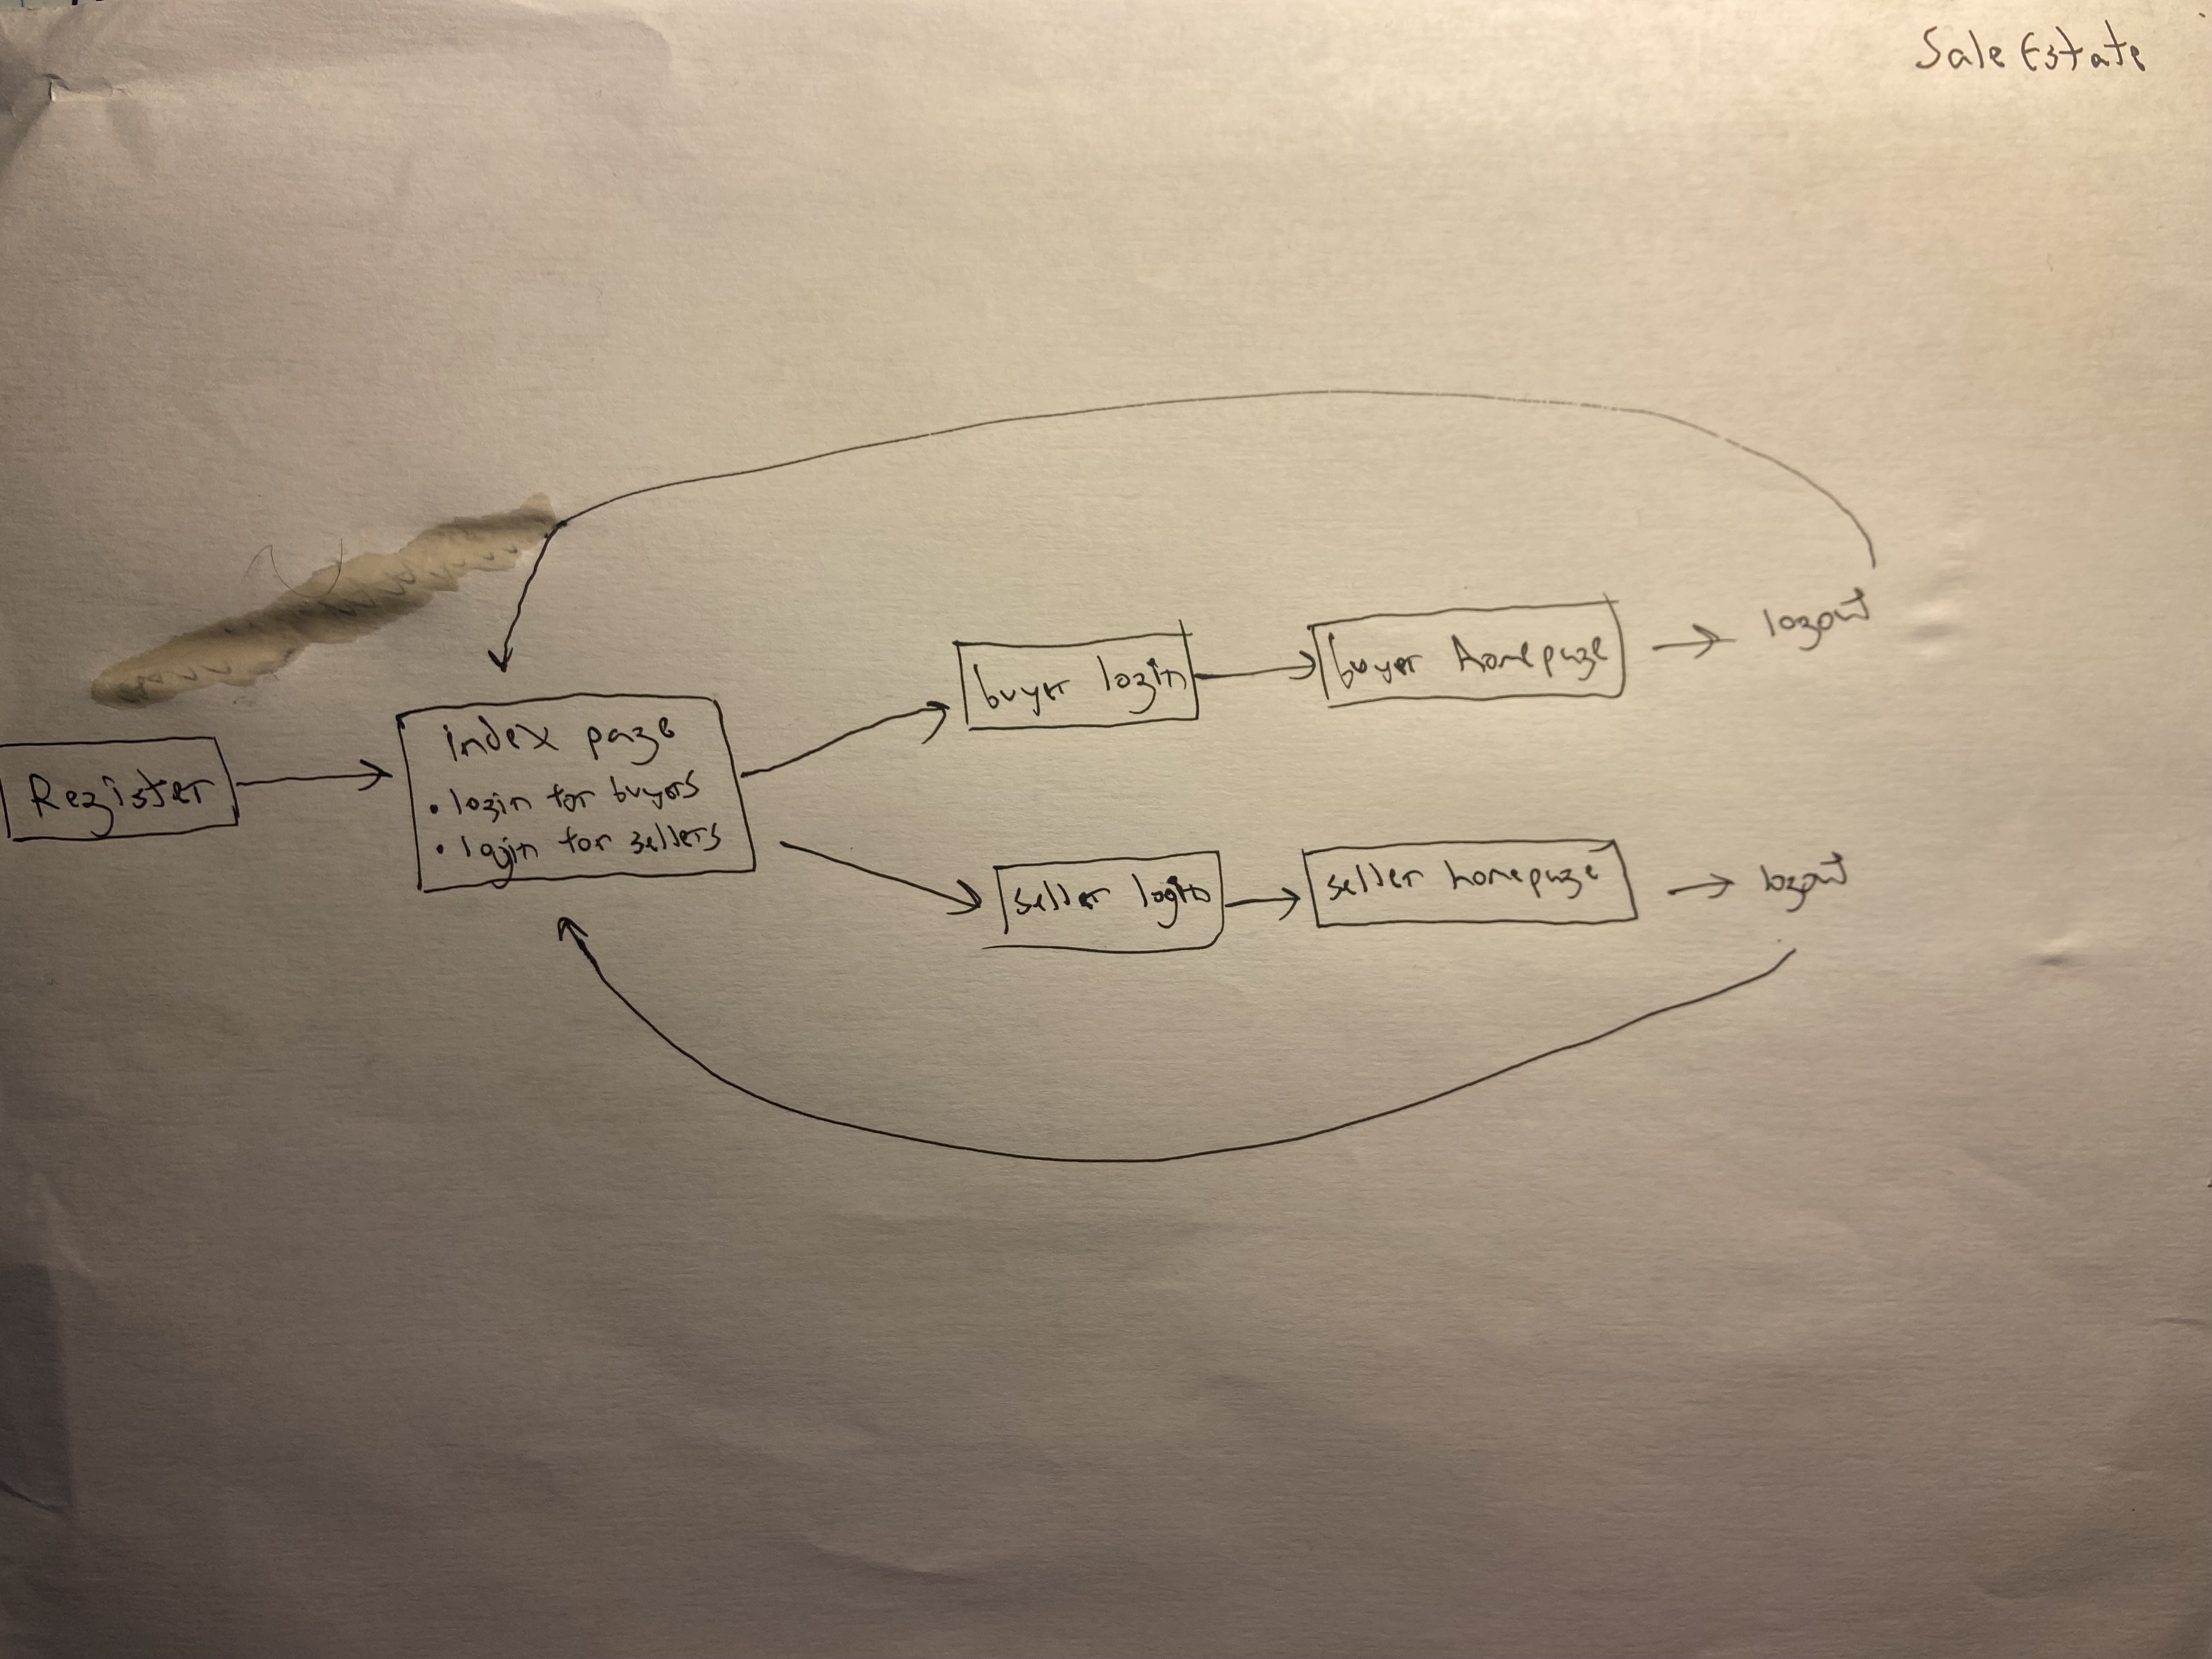 Sale Estate
Register
index page
• login for buyers
• login for sellers
buyer login
buyer homepage
logout
seller login
seller homepage
logout